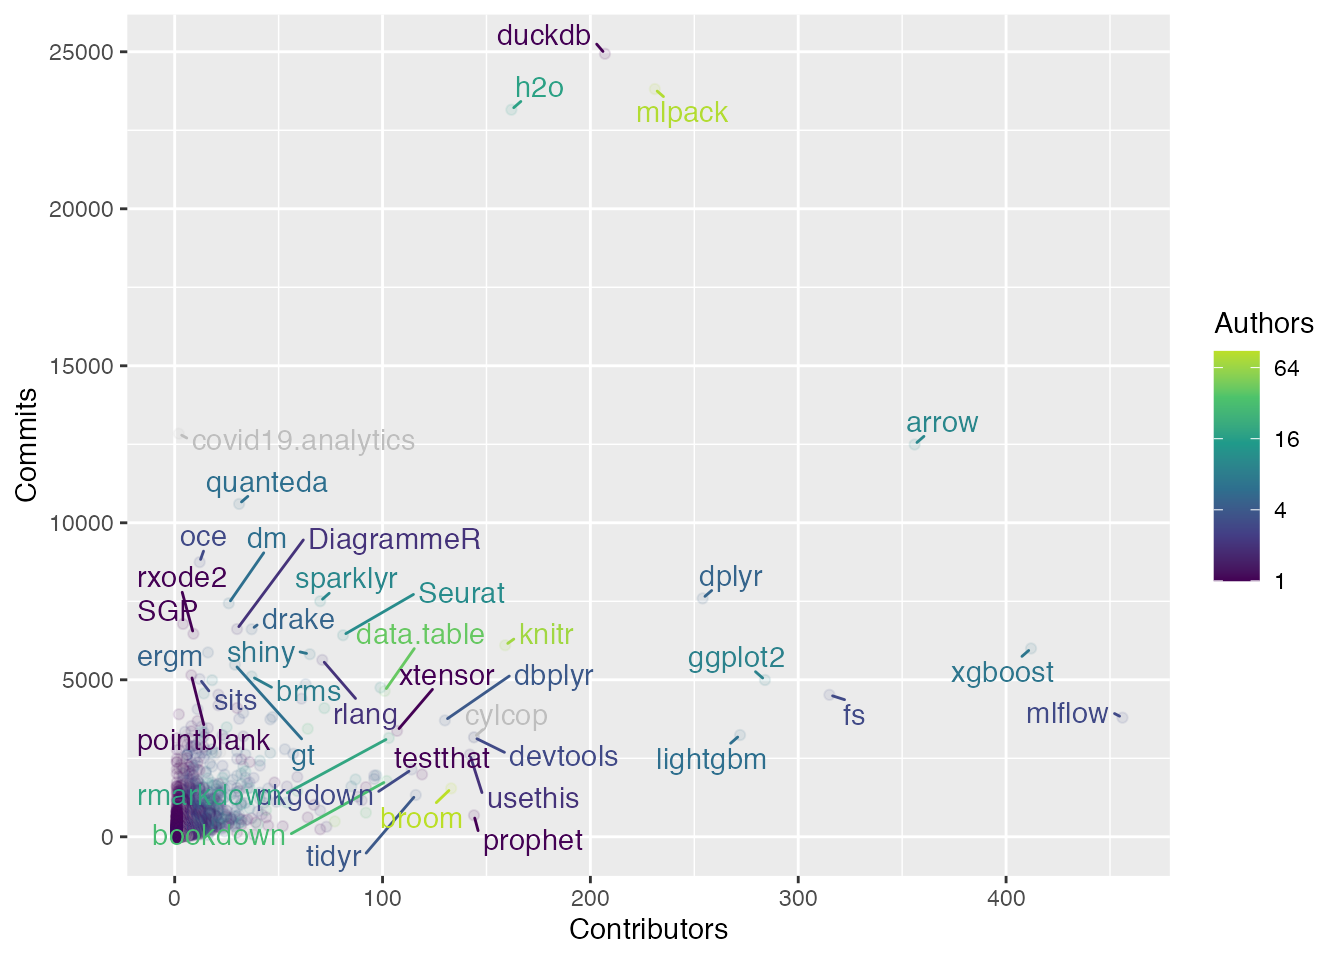 duckdb
25000
h2o
mlpack
20000
Authors
64
15000
16
arrow
covid19.analytics
Commits
quanteda
4
10000
oce
dm
DiagrammeR
rxode2
sparklyr
dplyr
1
Seurat
SGP
drake
data.table
knitr
ergm
shiny
ggplot2
5000
xtensor
dbplyr
xgboost
sits
brms
rlang
cylcop
fs
mlflow
pointblank
gt
testthat
devtools
lightgbm
rmarkdown
pkgdown
usethis
broom
0
bookdown
prophet
tidyr
0
100
200
300
400
Contributors